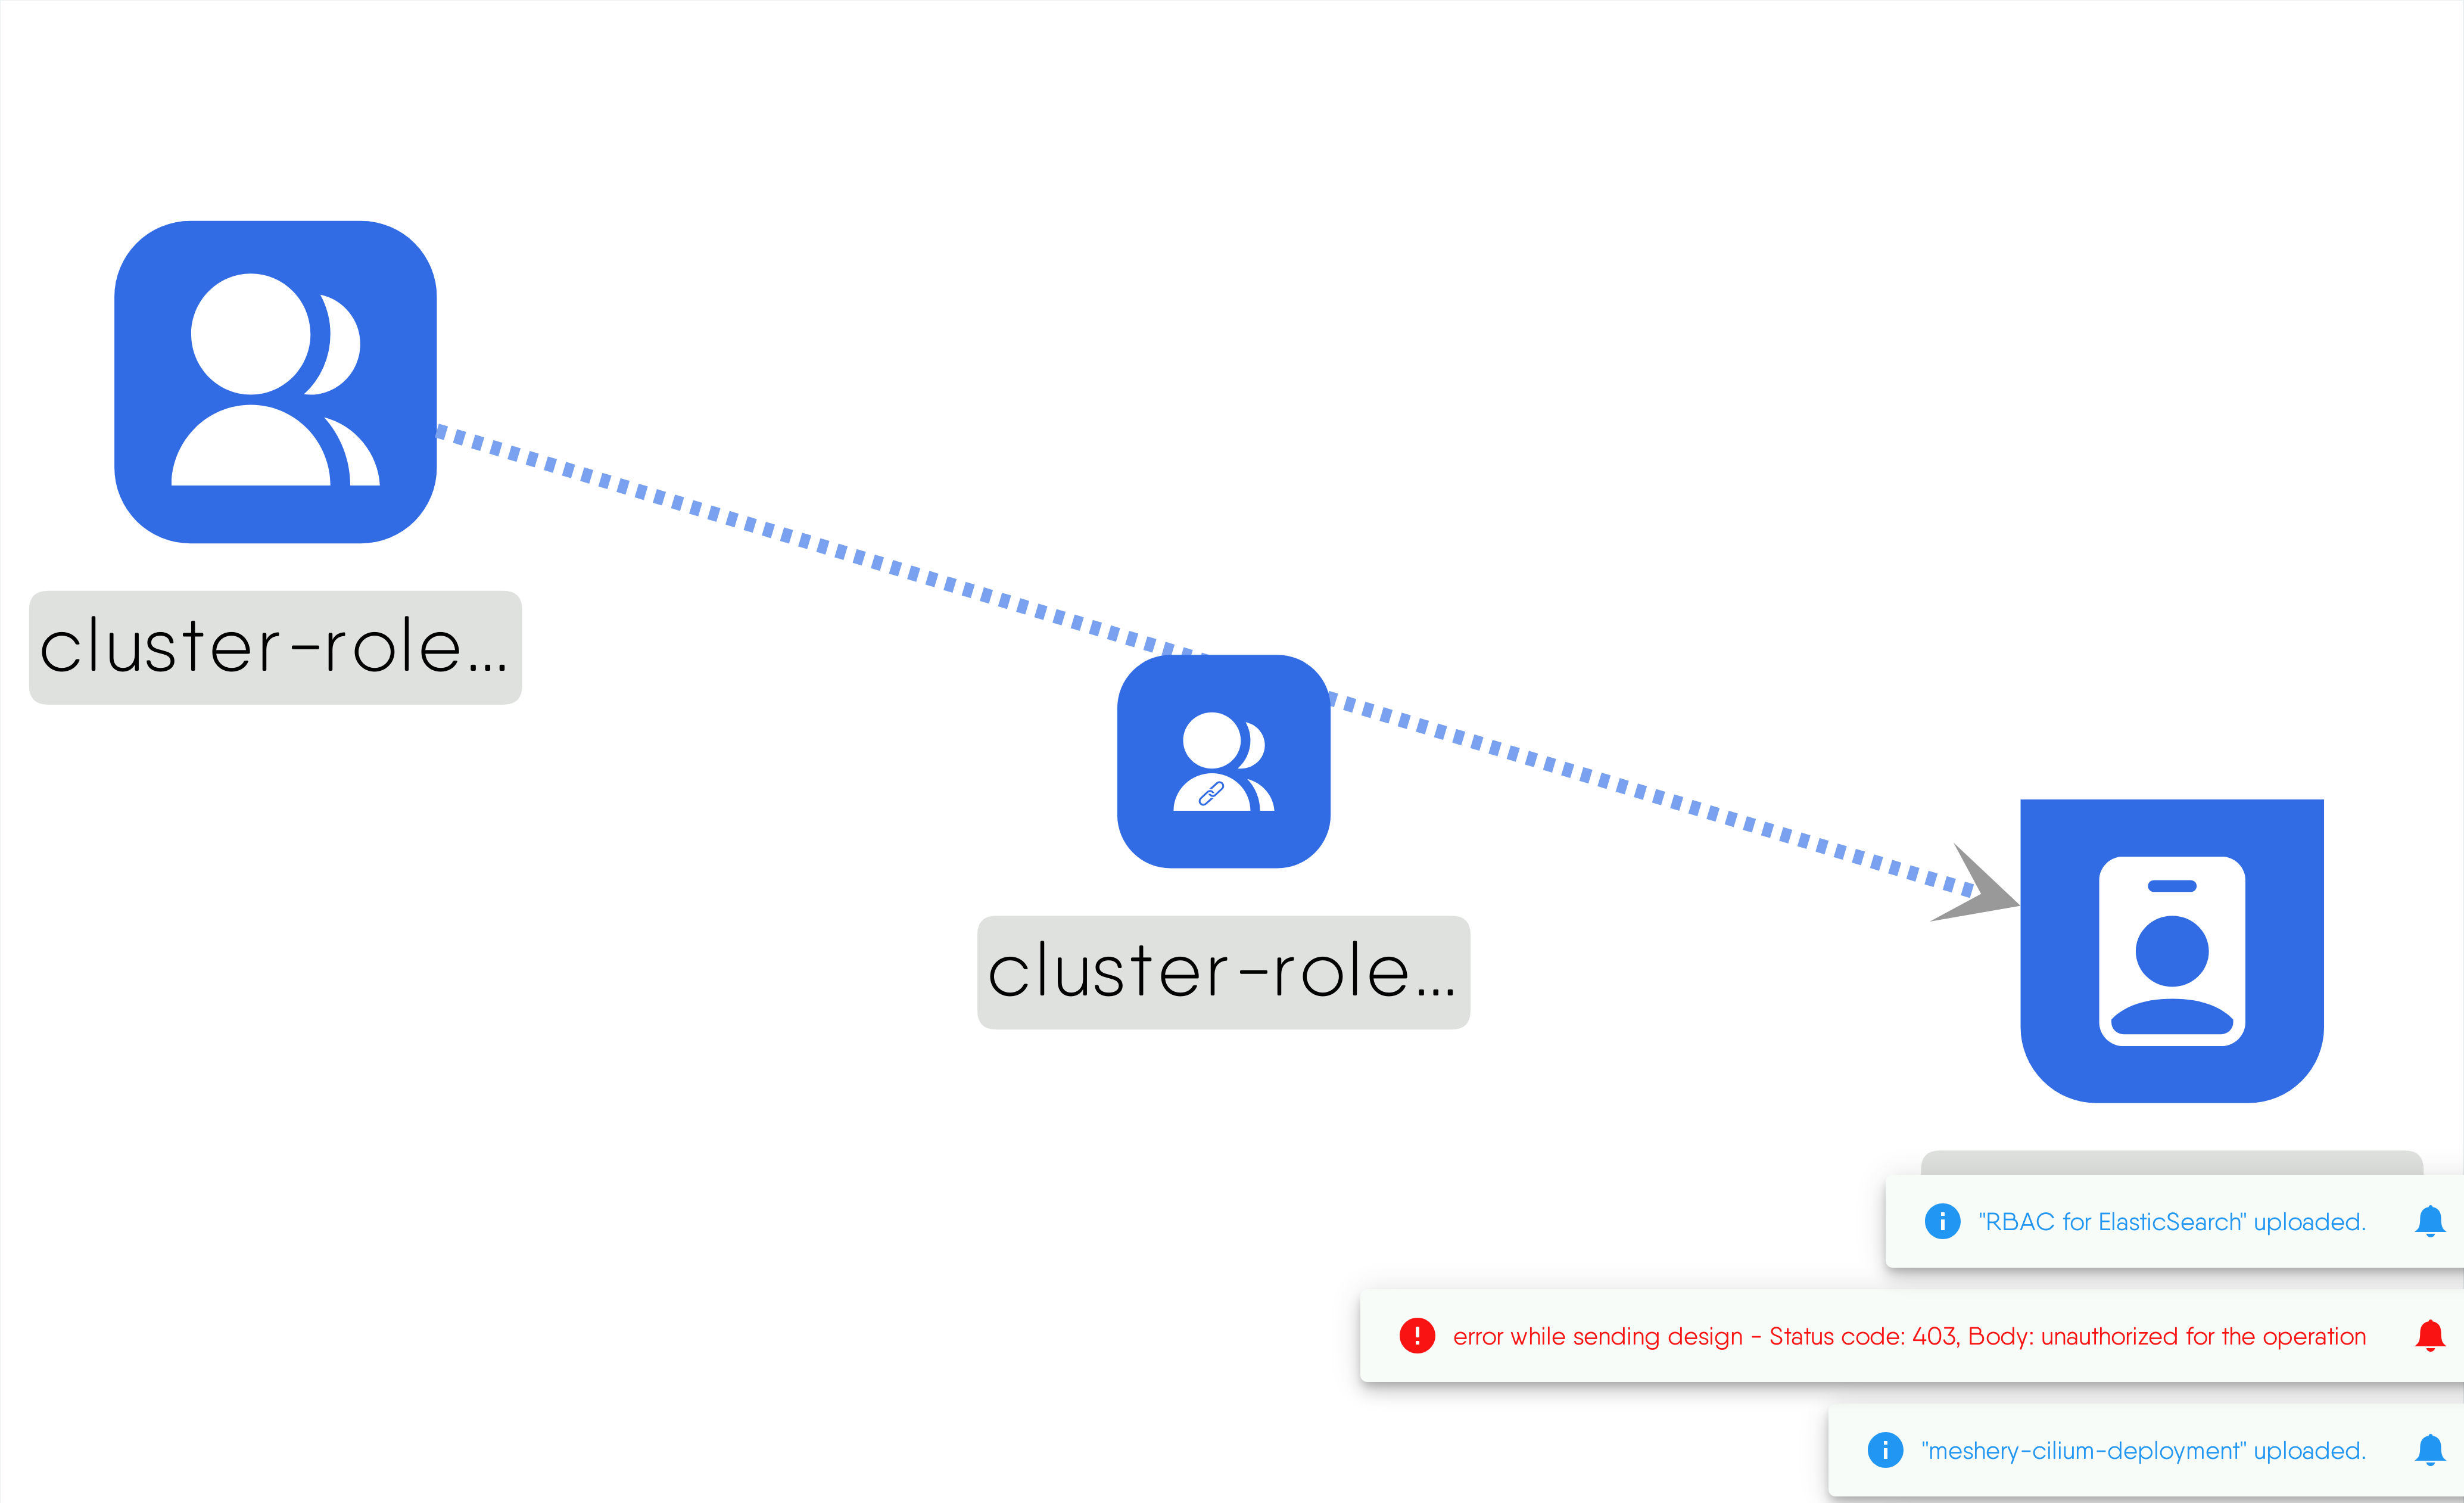 cluster-role...
cluster-role...
"RBAC for ElasticSearch" uploaded.
error while sending design - Status code: 403, Body: unauthorized for the operation
"meshery-cilium-deployment" uploaded.